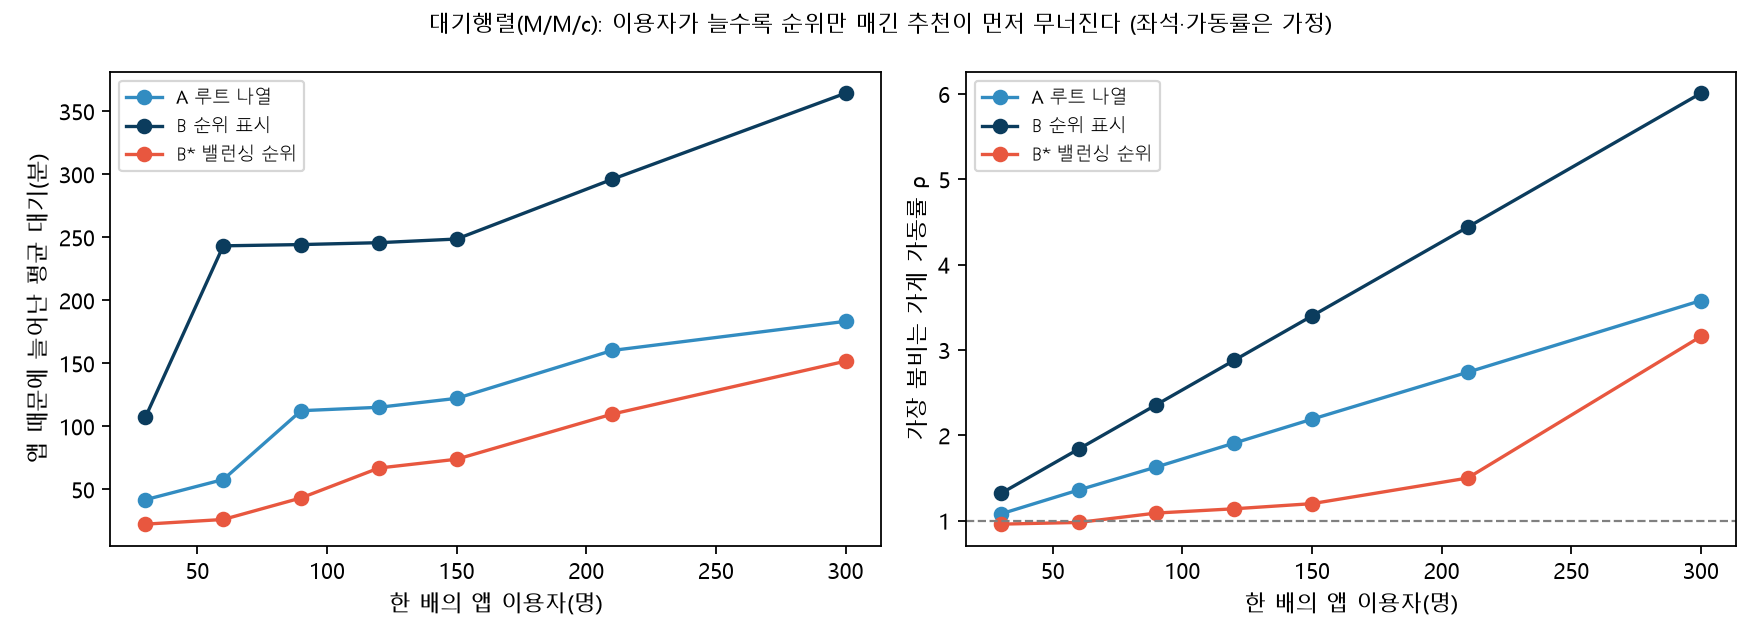 대기행렬(M/M/c): 이용자가 늘수록 순위만 매긴 추천이 먼저 무너진다 (좌석·가동률은 가정)
앱 때문에 늘어난 평균 대기(분)
350
300
250
200
150
100
50
A 루트 나열
B 순위 표시
B* 밸런싱 순위
50 100 150 200 250 300
한 배의 앱 이용자(명)
가장 붐비는 가게 가동률 ρ
6
5
4
3
2
1
A 루트 나열
B 순위 표시
B* 밸런싱 순위
50 100 150 200 250 300
한 배의 앱 이용자(명)